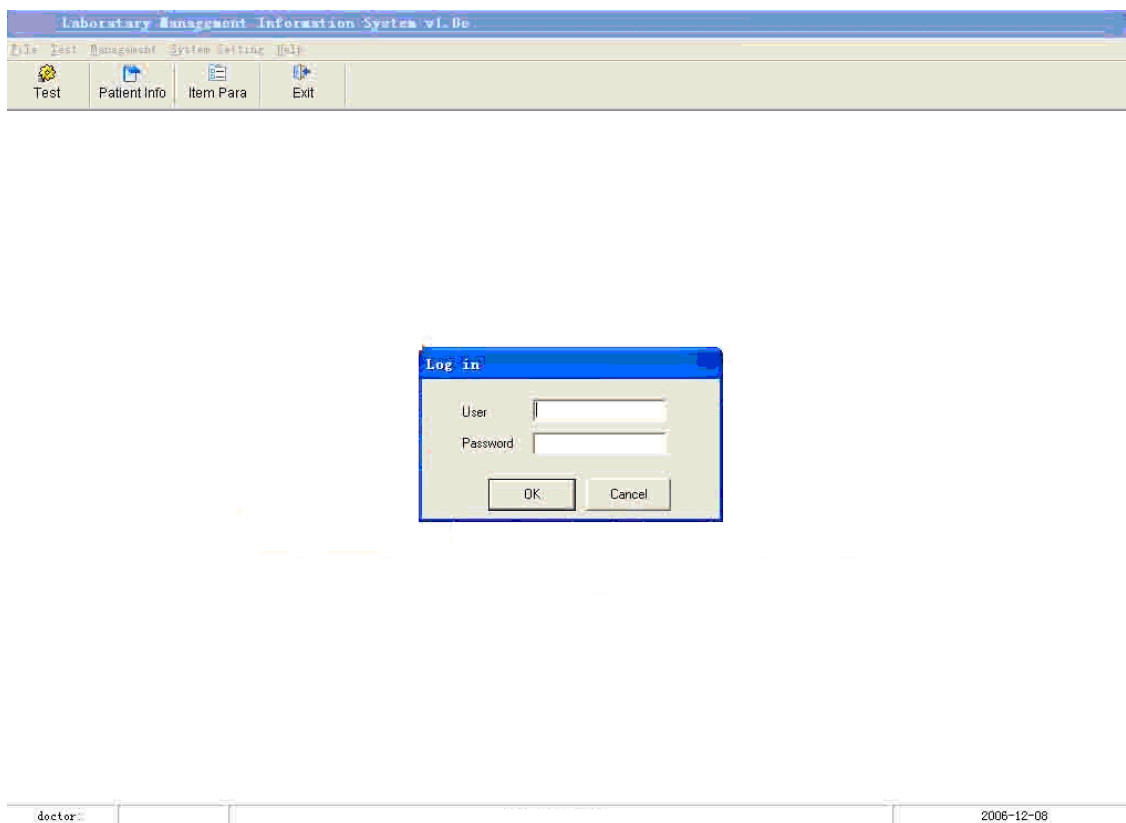 Laboratary Management Information System v1.0e
File Test Management System Setting Help
Test Patient Info Item Para Exit
Log in
User
Password
OK Cancel
doctor: 2006-12-08